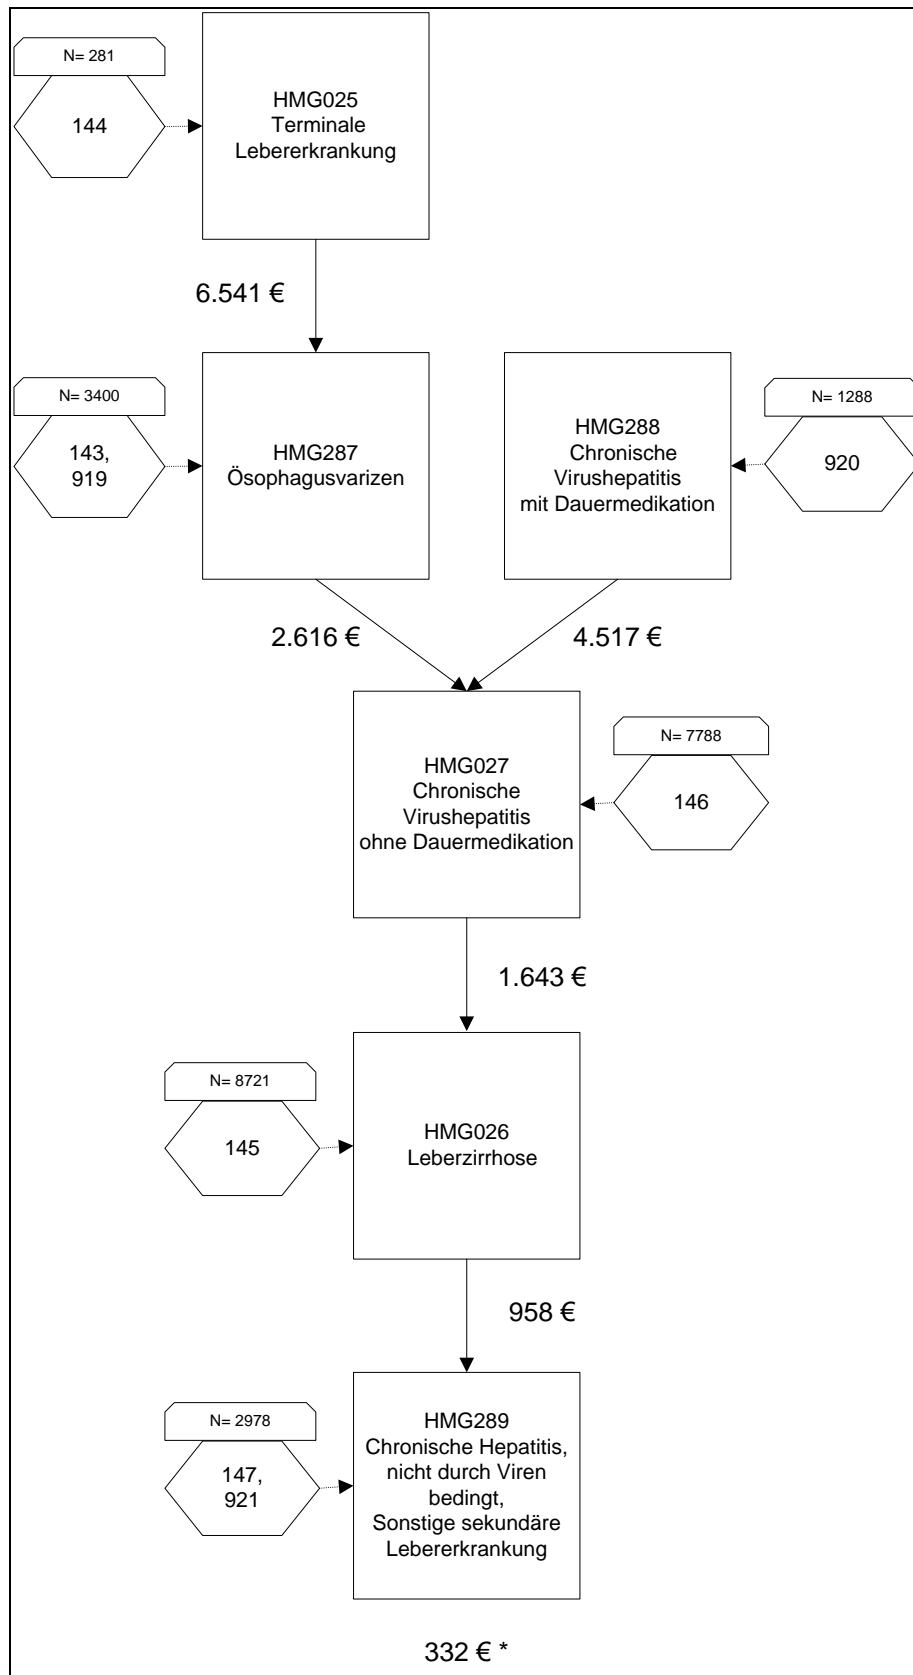 N= 281
144
HMG025
Terminale
Lebererkrankung
6.541 €
N= 3400
143,
919
HMG287
Ösophagusvarizen
HMG288
Chronische
Virushepatitis
mit Dauermedikation
N= 1288
920
2.616 €
4.517 €
HMG027
Chronische
Virushepatitis
ohne Dauermedikation
N= 7788
146
1.643 €
N= 8721
145
HMG026
Leberzirrhose
958 €
N= 2978
147,
921
HMG289
Chronische Hepatitis,
nicht durch Viren
bedingt,
Sonstige sekundäre
Lebererkrankung
332 € *